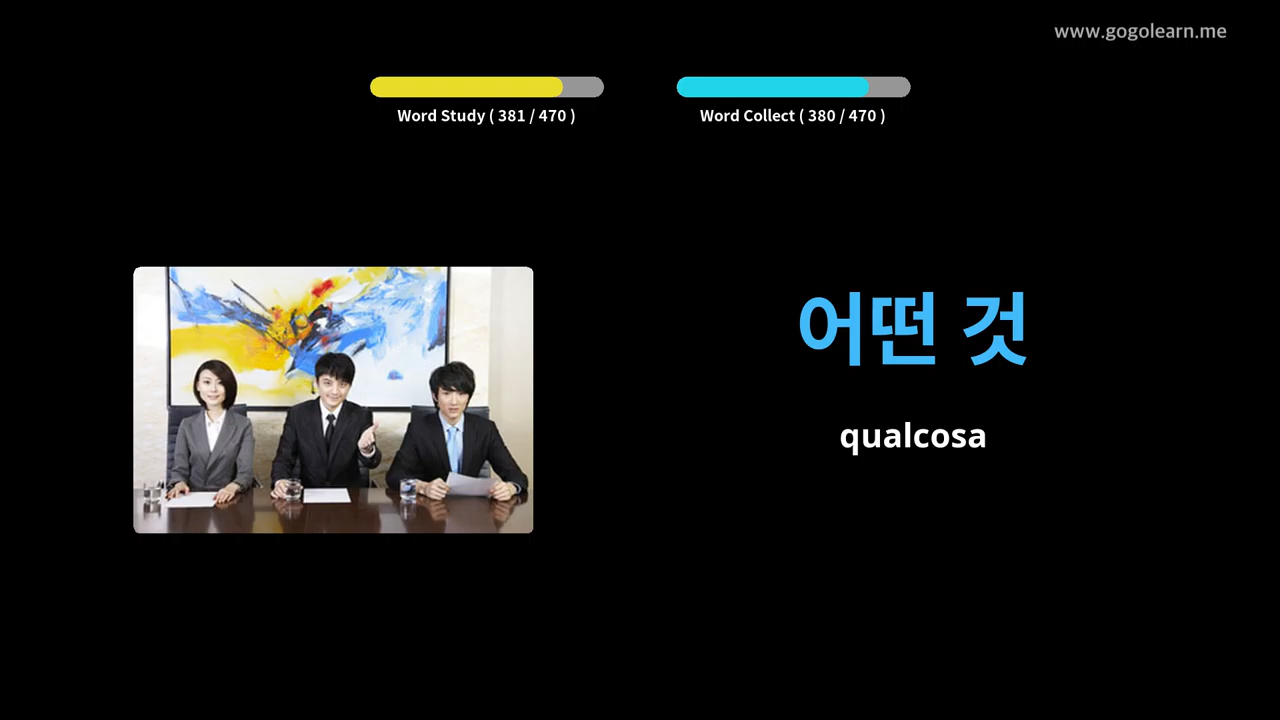 www.gogolearn.me
Word Study ( 381 / 470 )
Word Collect ( 380 / 470 )
어떤 것
qualcosa